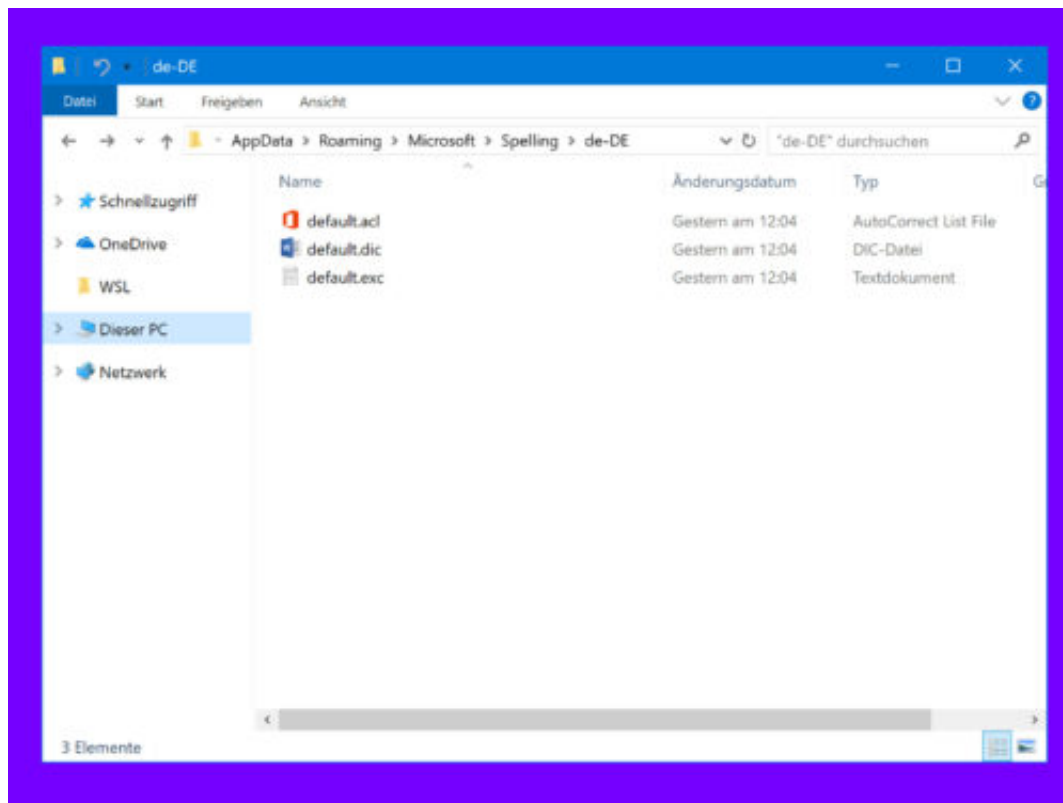 de-DE
Datei Start Freigeben Ansicht
AppData > Roaming > Microsoft > Spelling > de-DE "de-DE" durchsuchen
Name Änderungsdatum Typ
Schnellzugriff
default.acl Gestern am 12:04 AutoCorrect List File
OneDrive
default.dic Gestern am 12:04 DIC-Datei
WSL
default.exc Gestern am 12:04 Textdokument
Dieser PC
Netzwerk
3 Elemente